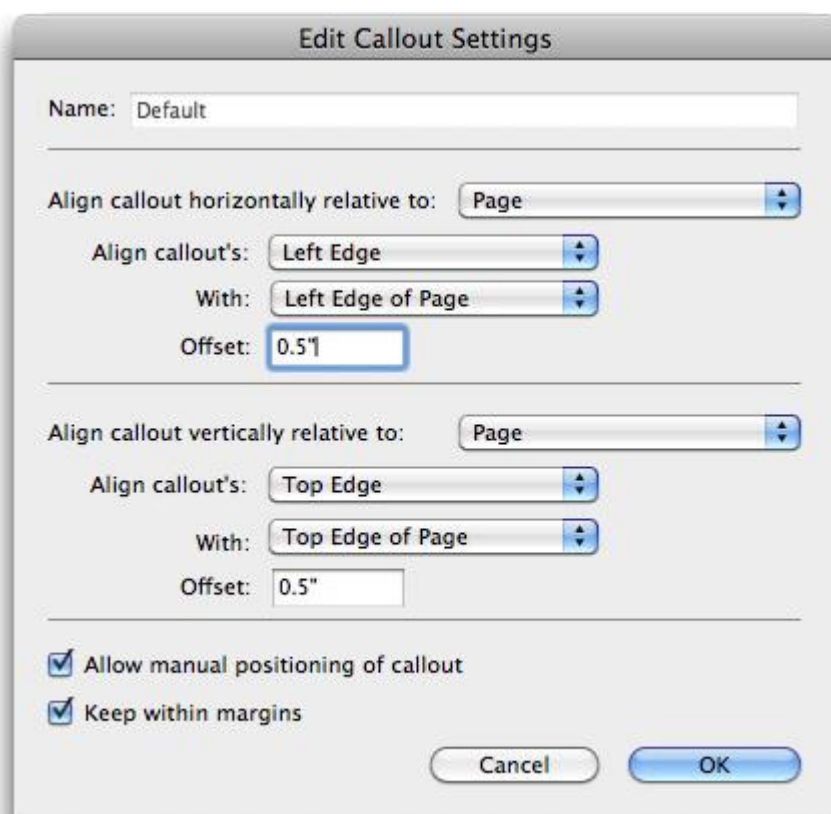 Edit Callout Settings
Name: Default
Align callout horizontally relative to: Page
Align callout's: Left Edge
With: Left Edge of Page
Offset: 0.5"
Align callout vertically relative to: Page
Align callout's: Top Edge
With: Top Edge of Page
Offset: 0.5"
Allow manual positioning of callout
Keep within margins
Cancel OK